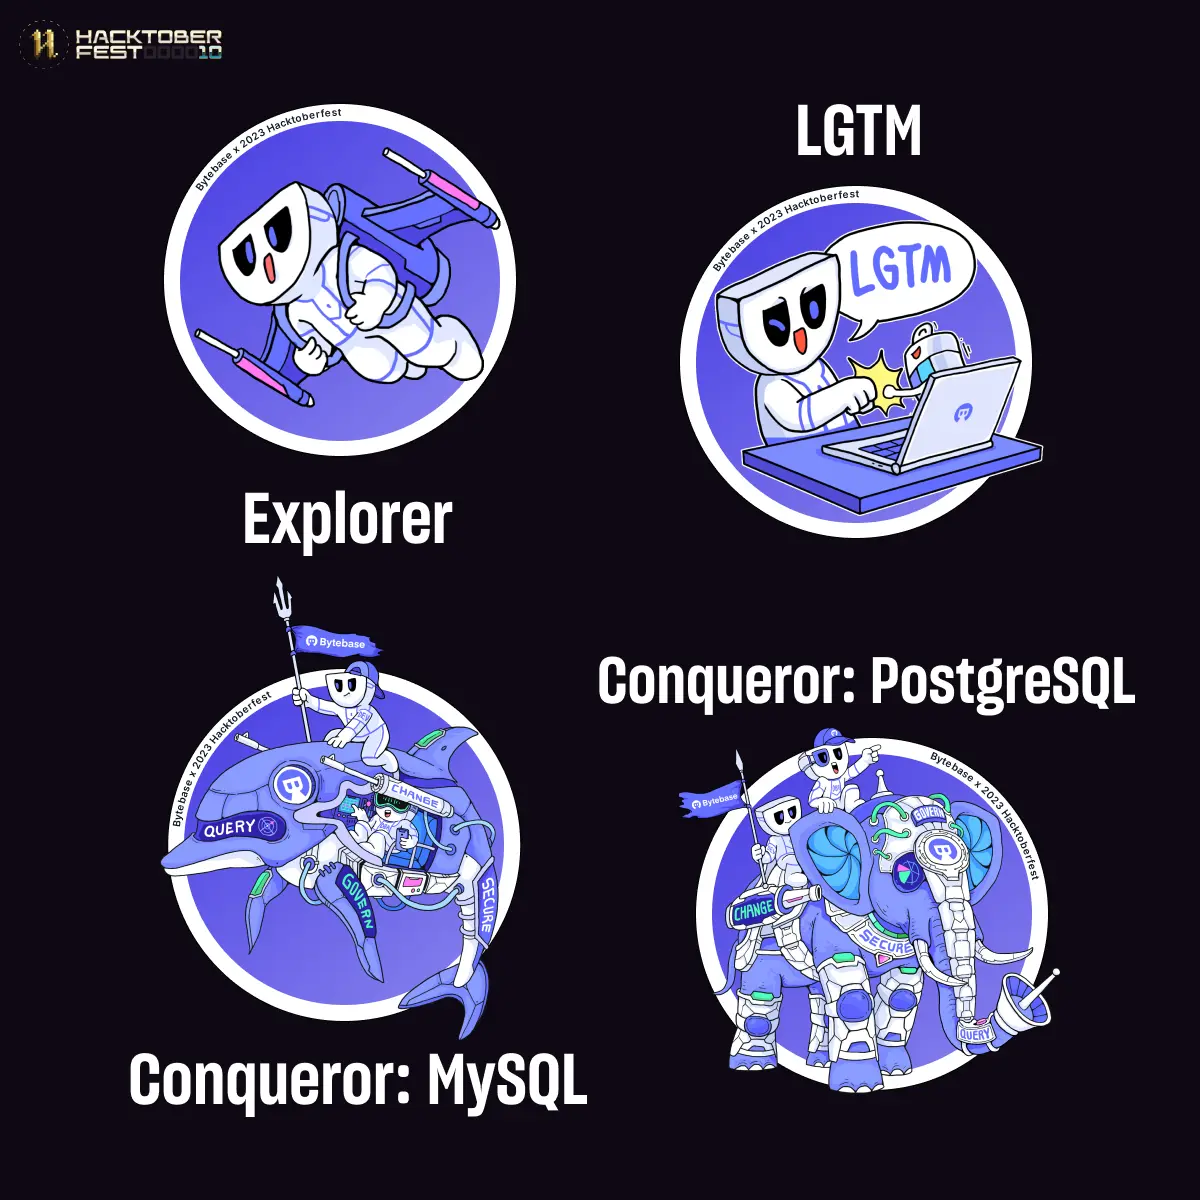 HACKTOBER
FEST000010
Bytebase x 2023 Hacktoberfest
Explorer
LGTM
Bytebase x 2023 Hacktoberfest
LGTM
Bytebase
Bytebase x 2023 Hacktoberfest
CHANGE
QUERY
GOVERN
SECURE
Conqueror: MySQL
Conqueror: PostgreSQL
Bytebase x 2023 Hacktoberfest
Bytebase
GOVERN
CHANGE
SECURE
QUERY